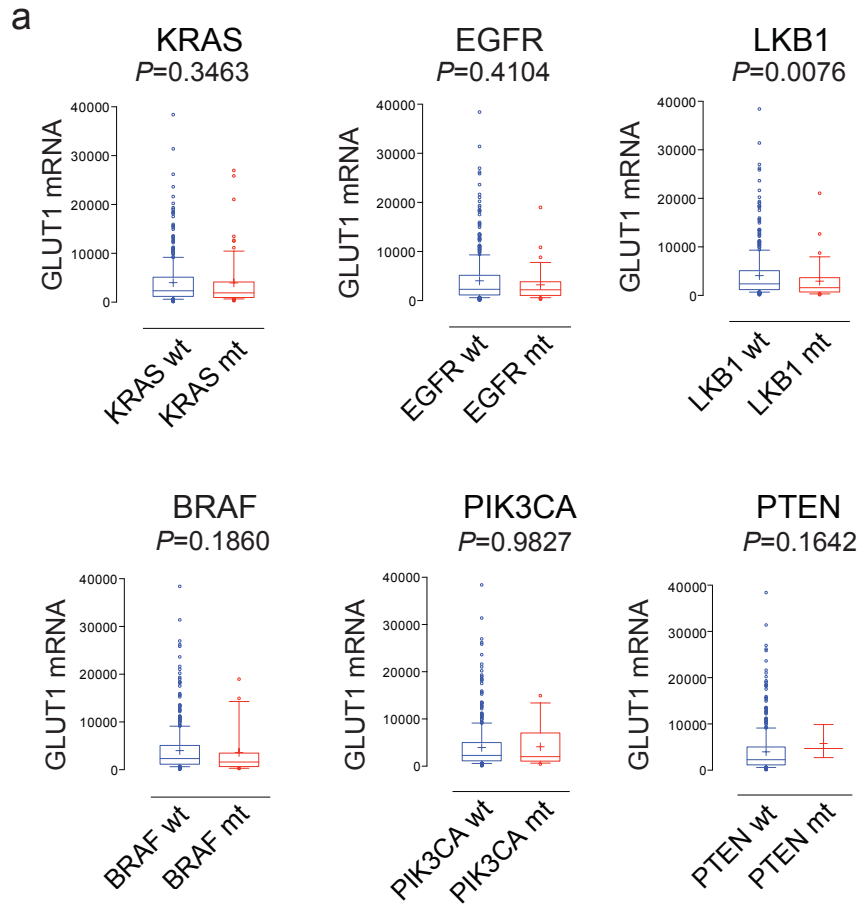 a
KRAS
P=0.3463
GLUT1 mRNA
40000
30000
20000
10000
0
KRAS wt
KRAS mt
EGFR
P=0.4104
GLUT1 mRNA
40000
30000
20000
10000
0
EGFR wt
EGFR mt
LKB1
P=0.0076
GLUT1 mRNA
40000
30000
20000
10000
0
LKB1 wt
LKB1 mt
BRAF
P=0.1860
GLUT1 mRNA
40000
30000
20000
10000
0
BRAF wt
BRAF mt
PIK3CA
P=0.9827
GLUT1 mRNA
40000
30000
20000
10000
0
PIK3CA wt
PIK3CA mt
PTEN
P=0.1642
GLUT1 mRNA
40000
30000
20000
10000
0
PTEN wt
PTEN mt